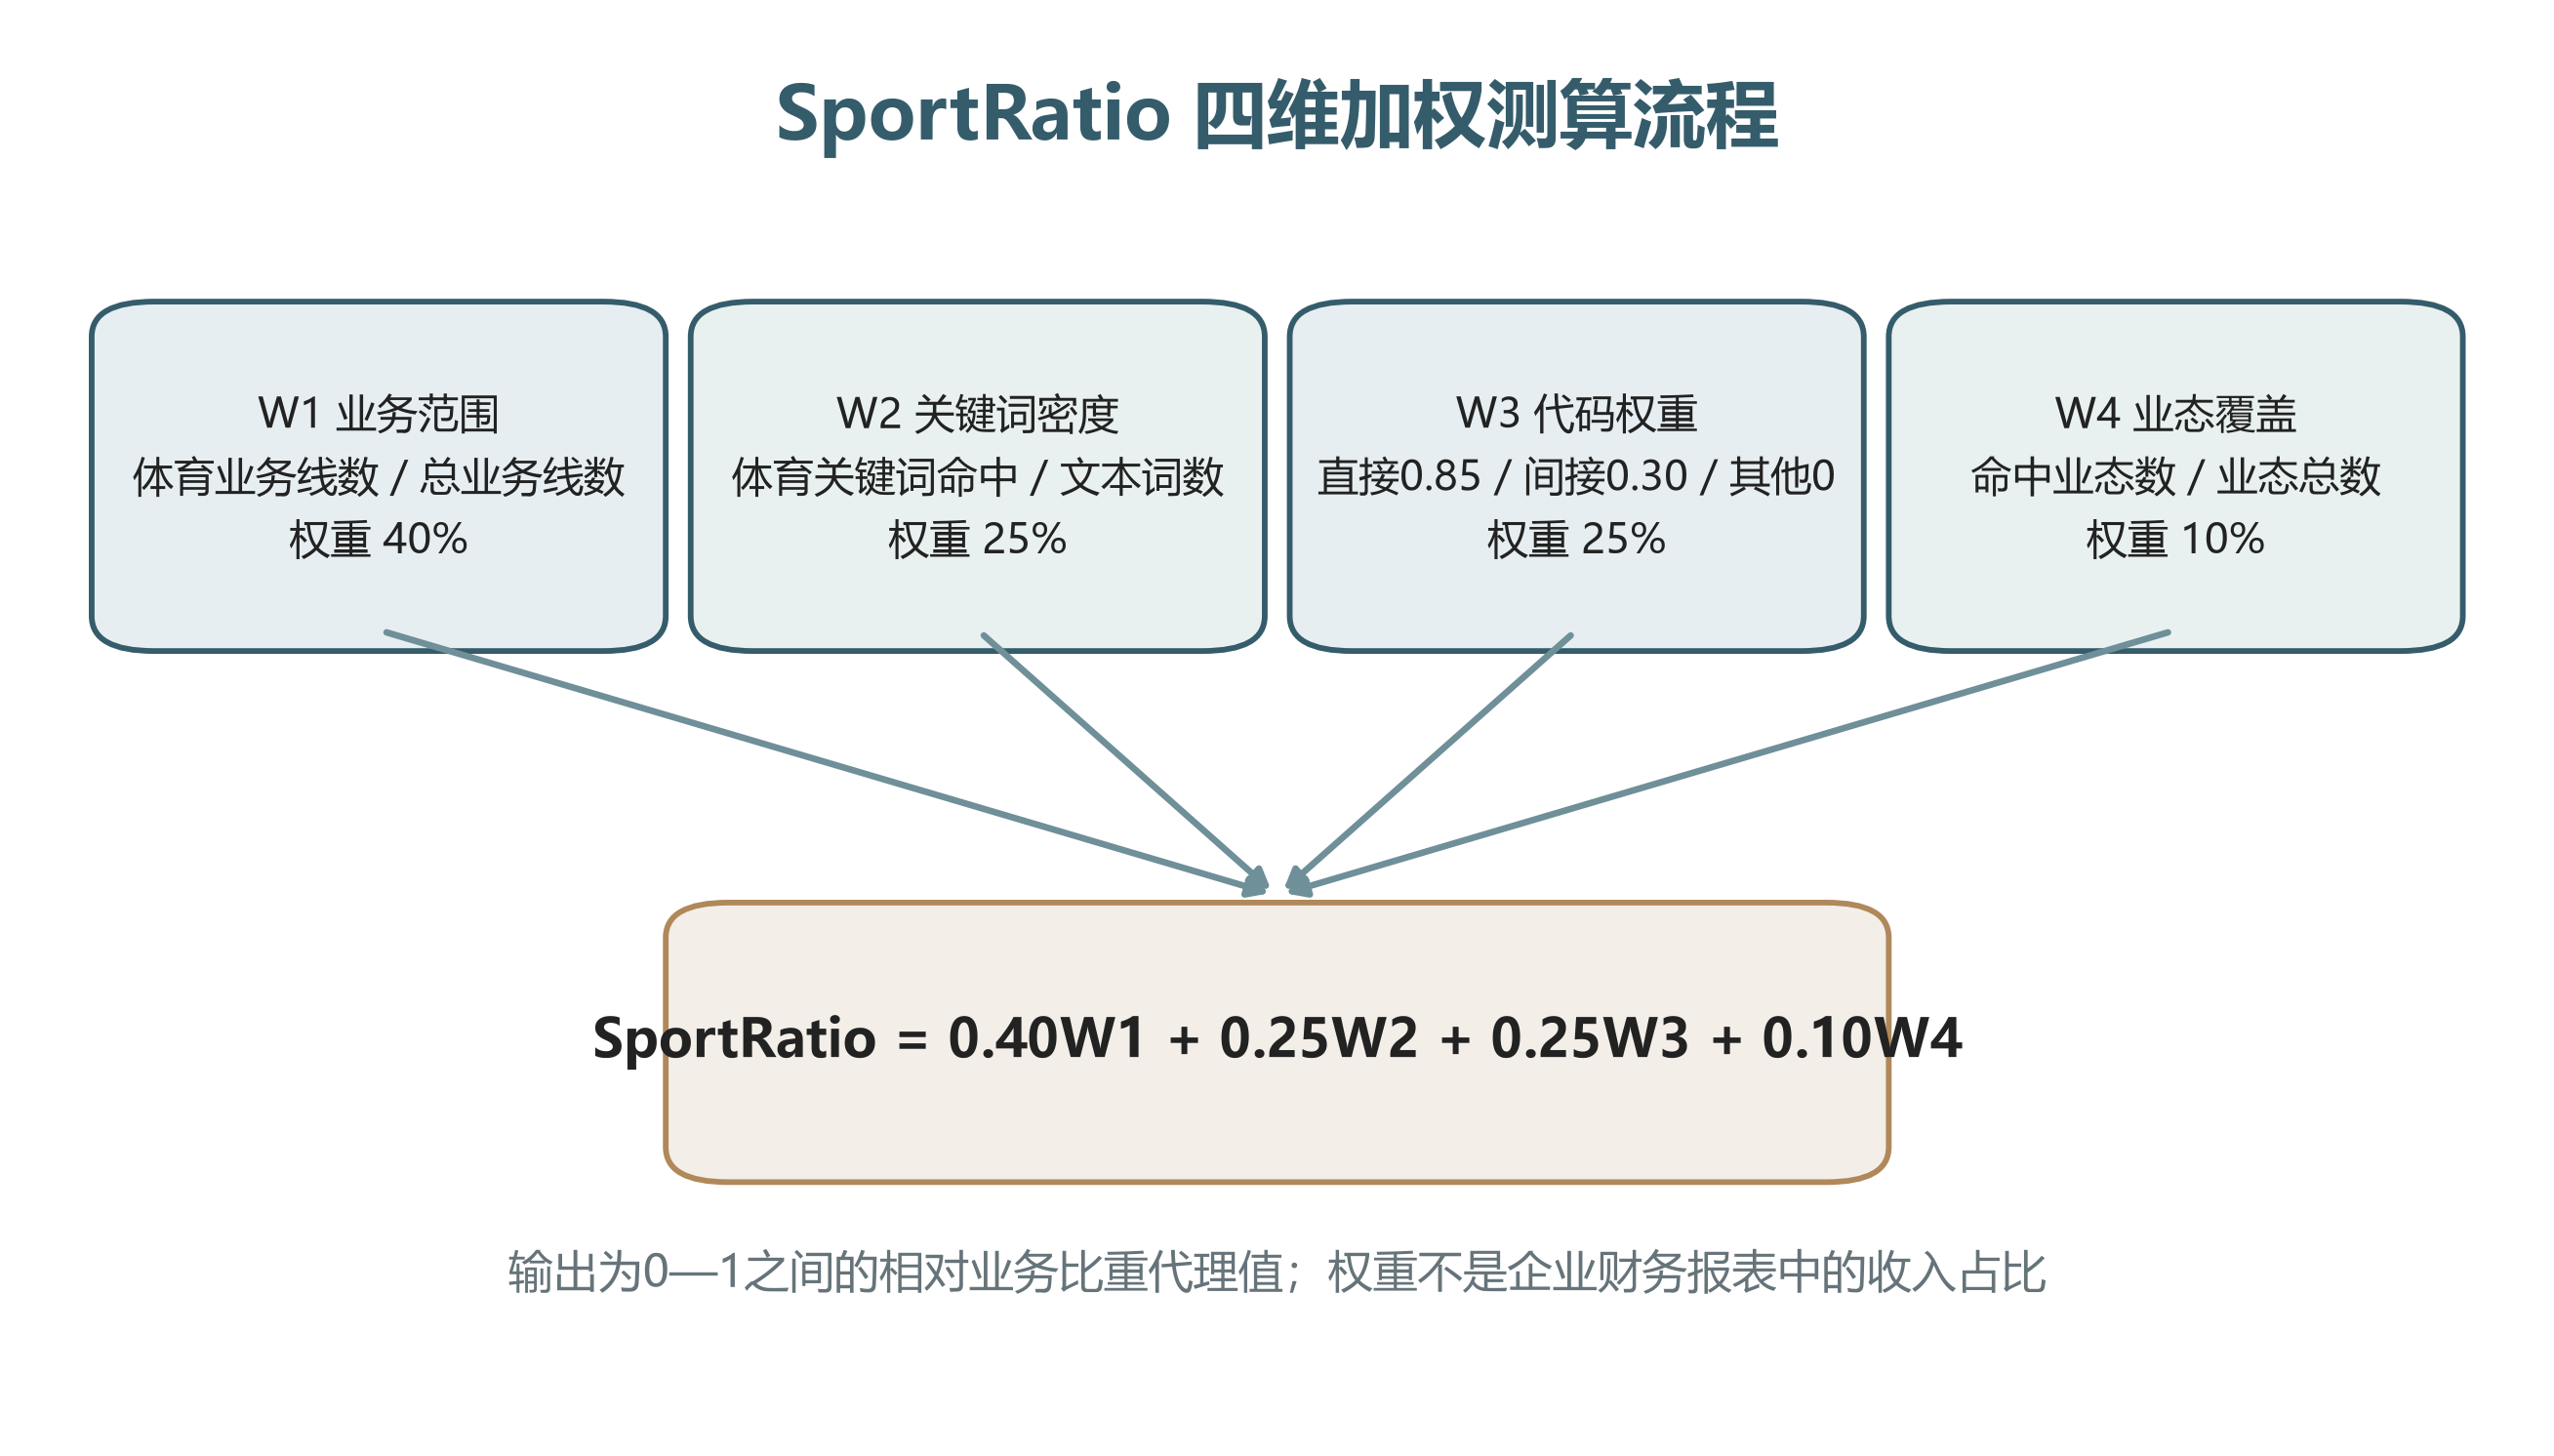 SportRatio 四维加权测算流程
W1 业务范围
体育业务线数 / 总业务线数
权重 40%
W2 关键词密度
体育关键词命中 / 文本词数
权重 25%
W3 代码权重
直接0.85 / 间接0.30 / 其他0
权重 25%
W4 业态覆盖
命中业态数 / 业态总数
权重 10%
SportRatio = 0.40W1 + 0.25W2 + 0.25W3 + 0.10W4
输出为0—1之间的相对业务比重代理值；权重不是企业财务报表中的收入占比